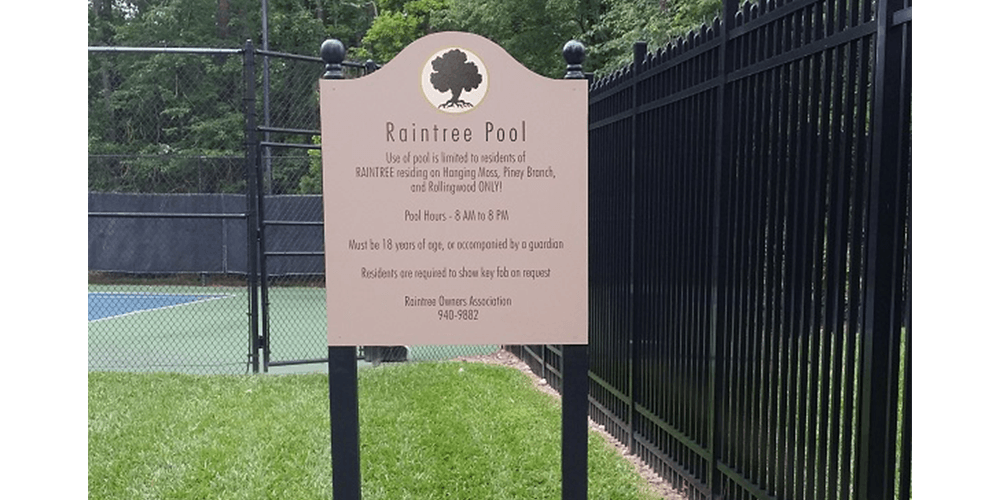 Raintree Pool
Use of pool is limited to residents of
RAINTREE residing on Hanging Moss, Piney Branch,
and Rollingwood ONLY!
Pool Hours - 8 AM to 8 PM
Must be 18 years of age, or accompanied by a guardian
Residents are required to show key fob on request
Raintree Owners Association
940-9882